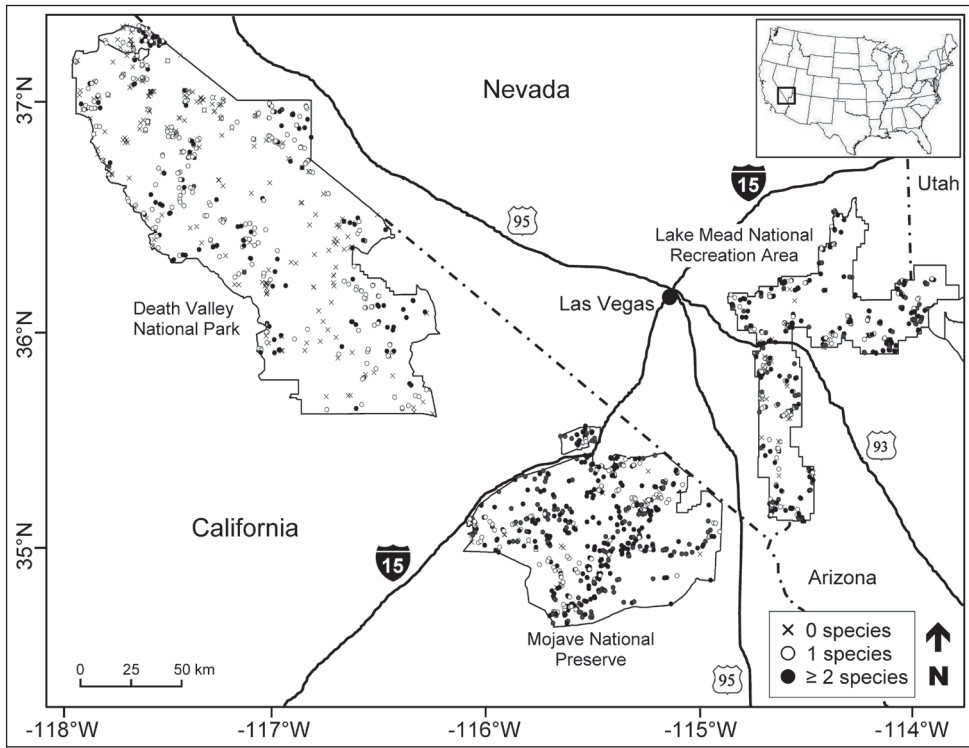 Nevada
Utah
15
95
Lake Mead National
Recreation Area
Las Vegas
Death Valley
National Park
93
California
15
Arizona
Mojave National
Preserve
95
0 25 50 km
× 0 species
○ 1 species
● ≥ 2 species
N
37°N
36°N
35°N
-118°W -117°W -116°W -115°W -114°W